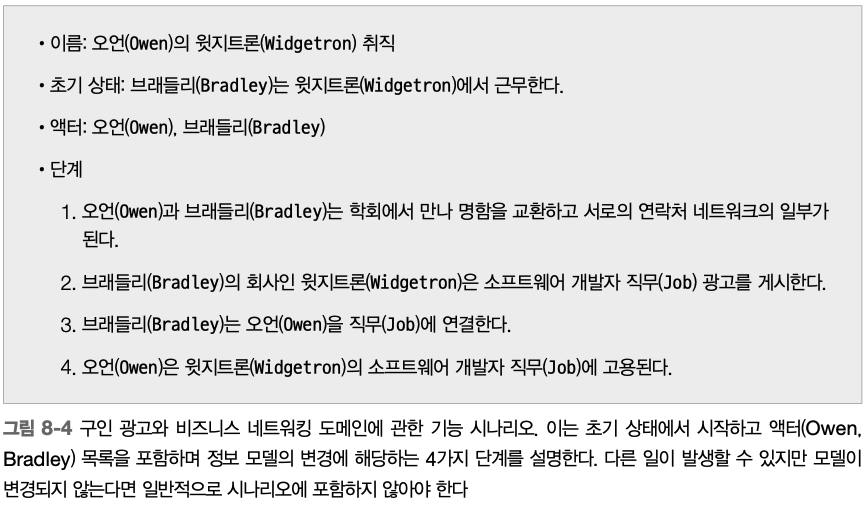 • 이름: 오언(Owen)의 윗지트론(Widgetron) 취직
• 초기 상태: 브래들리(Bradley)는 윗지트론(Widgetron)에서 근무한다.
• 액터: 오언(Owen), 브래들리(Bradley)
• 단계
1. 오언(Owen)과 브래들리(Bradley)는 학회에서 만나 명함을 교환하고 서로의 연락처 네트워크의 일부가
된다.
2. 브래들리(Bradley)의 회사인 윗지트론(Widgetron)은 소프트웨어 개발자 직무(Job) 광고를 게시한다.
3. 브래들리(Bradley)는 오언(Owen)을 직무(Job)에 연결한다.
4. 오언(Owen)은 윗지트론(Widgetron)의 소프트웨어 개발자 직무(Job)에 고용된다.
그림 8-4 구인 광고와 비즈니스 네트워킹 도메인에 관한 기능 시나리오. 이는 초기 상태에서 시작하고 액터(Owen,
Bradley) 목록을 포함하며 정보 모델의 변경에 해당하는 4가지 단계를 설명한다. 다른 일이 발생할 수 있지만 모델이
변경되지 않는다면 일반적으로 시나리오에 포함하지 않아야 한다